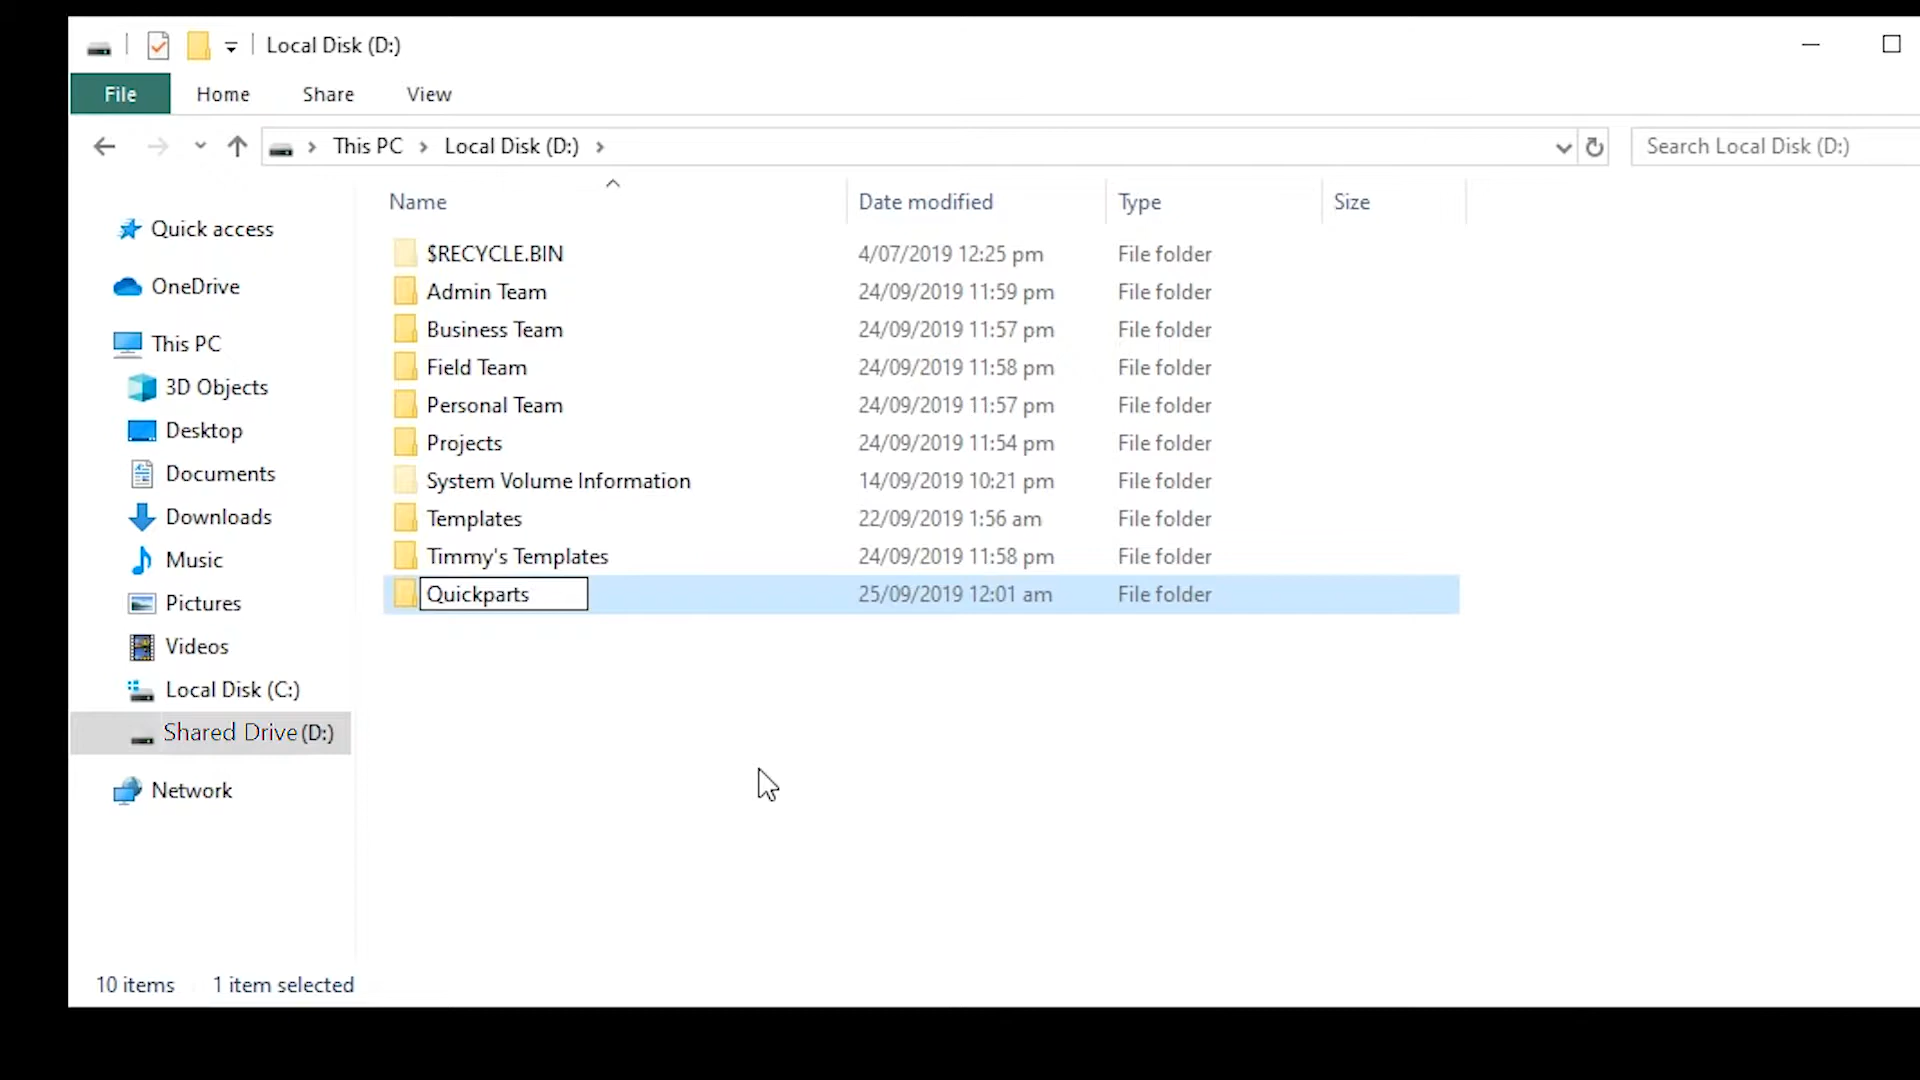 Local Disk (D:)
File Home Share View
This PC Local Disk (D:) Search Local Disk (D:)
Name Date modified Type Size
Quick access
OneDrive
This PC
3D Objects
Desktop
Documents
Downloads
Music
Pictures
Videos
Local Disk (C:)
Shared Drive (D:)
Network
$RECYCLE.BIN 4/07/2019 12:25 pm File folder
Admin Team 24/09/2019 11:59 pm File folder
Business Team 24/09/2019 11:57 pm File folder
Field Team 24/09/2019 11:58 pm File folder
Personal Team 24/09/2019 11:57 pm File folder
Projects 24/09/2019 11:54 pm File folder
System Volume Information 14/09/2019 10:21 pm File folder
Templates 22/09/2019 1:56 am File folder
Timmy's Templates 24/09/2019 11:58 pm File folder
Quickparts 25/09/2019 12:01 am File folder
10 items 1 item selected